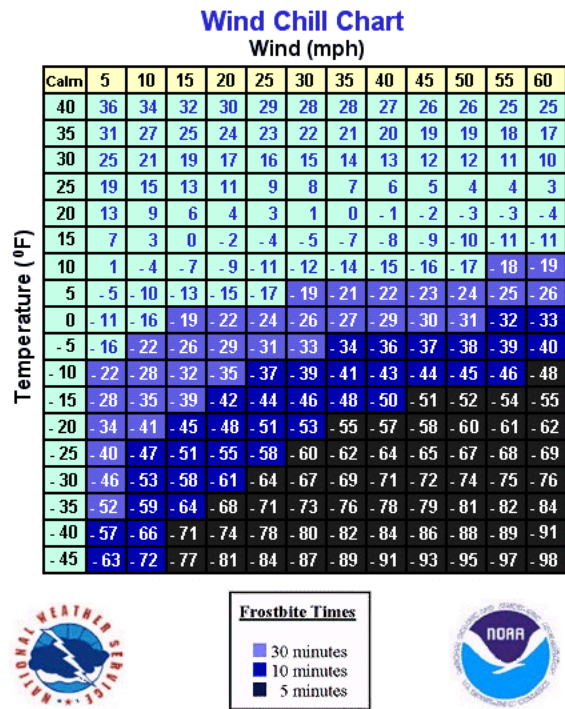 Wind Chill Chart
Wind (mph)
Temperature (⁰F)
Calm 5 10 15 20 25 30 35 40 45 50 55 60
40 36 34 32 30 29 28 28 27 26 26 25 25
35 31 27 25 24 23 22 21 20 19 19 18 17
30 25 21 19 17 16 15 14 13 12 12 11 10
25 19 15 13 11 9 8 7 6 5 4 4 3
20 13 9 6 4 3 1 0 - 1 - 2 - 3 - 3 - 4
15 7 3 0 - 2 - 4 - 5 - 7 - 8 - 9 - 10 - 11 - 11
10 1 - 4 - 7 - 9 - 11 - 12 - 14 - 15 - 16 - 17 - 18 - 19
5 - 5 - 10 - 13 - 15 - 17 - 19 - 21 - 22 - 23 - 24 - 25 - 26
0 - 11 - 16 - 19 - 22 - 24 - 26 - 27 - 29 - 30 - 31 - 32 - 33
- 5 - 16 - 22 - 26 - 29 - 31 - 33 - 34 - 36 - 37 - 38 - 39 - 40
- 10 - 22 - 28 - 32 - 35 - 37 - 39 - 41 - 43 - 44 - 45 - 46 - 48
- 15 - 28 - 35 - 39 - 42 - 44 - 46 - 48 - 50 - 51 - 52 - 54 - 55
- 20 - 34 - 41 - 45 - 48 - 51 - 53 - 55 - 57 - 58 - 60 - 61 - 62
- 25 - 40 - 47 - 51 - 55 - 58 - 60 - 62 - 64 - 65 - 67 - 68 - 69
- 30 - 46 - 53 - 58 - 61 - 64 - 67 - 69 - 71 - 72 - 74 - 75 - 76
- 35 - 52 - 59 - 64 - 68 - 71 - 73 - 76 - 78 - 79 - 81 - 82 - 84
- 40 - 57 - 66 - 71 - 74 - 78 - 80 - 82 - 84 - 86 - 88 - 89 - 91
- 45 - 63 - 72 - 77 - 81 - 84 - 87 - 89 - 91 - 93 - 95 - 97 - 98
NATIONAL WEATHER SERVICE
Frostbite Times
30 minutes
10 minutes
5 minutes
NOAA